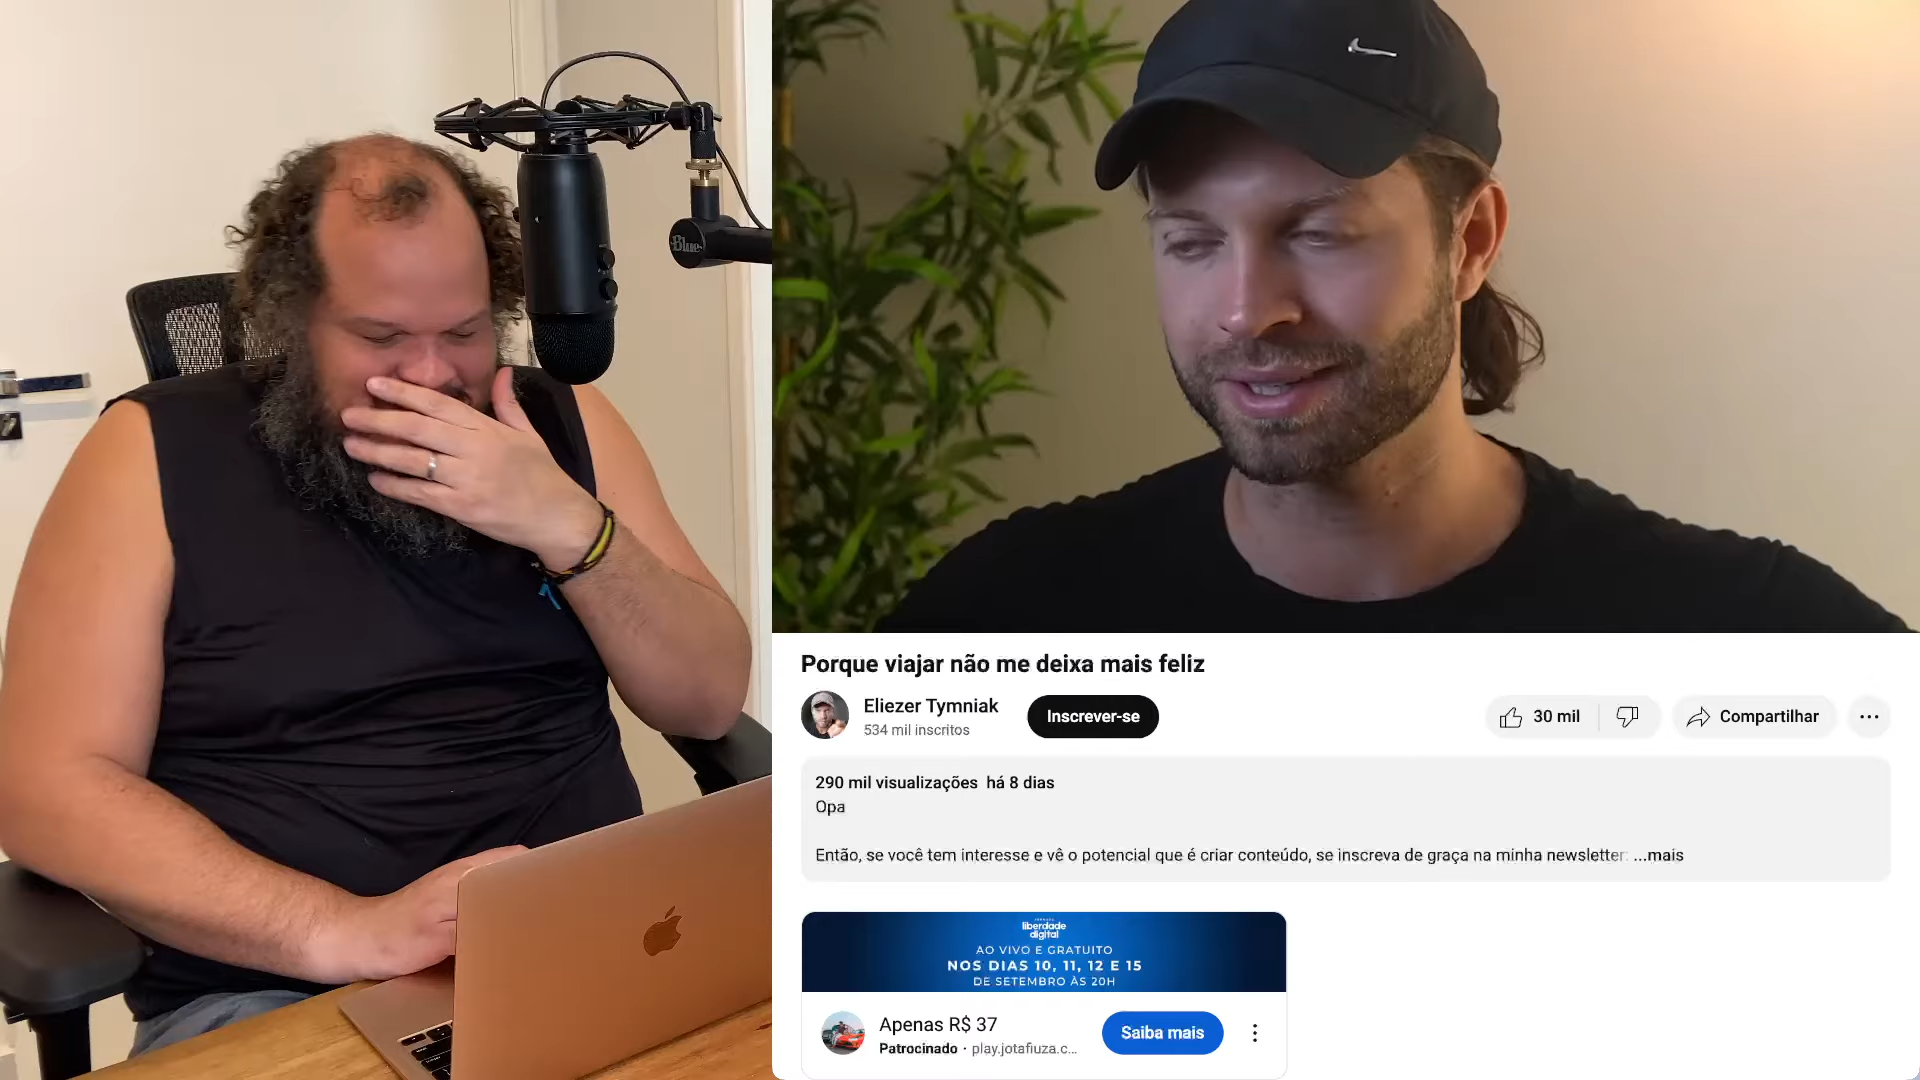 Blue
Porque viajar não me deixa mais feliz
Eliezer Tymniak
534 mil inscritos
Inscrever-se
30 mil
Compartilhar
290 mil visualizações há 8 dias
Opa
Então, se você tem interesse e vê o potencial que é criar conteúdo, se inscreva de graça na minha newsletter: ...mais
JORNADA
liberdade
digital
AO VIVO E GRATUITO
NOS DIAS 10, 11, 12 E 15
DE SETEMBRO ÀS 20H
Apenas R$ 37
Patrocinado · play.jotafiuza.c...
Saiba mais